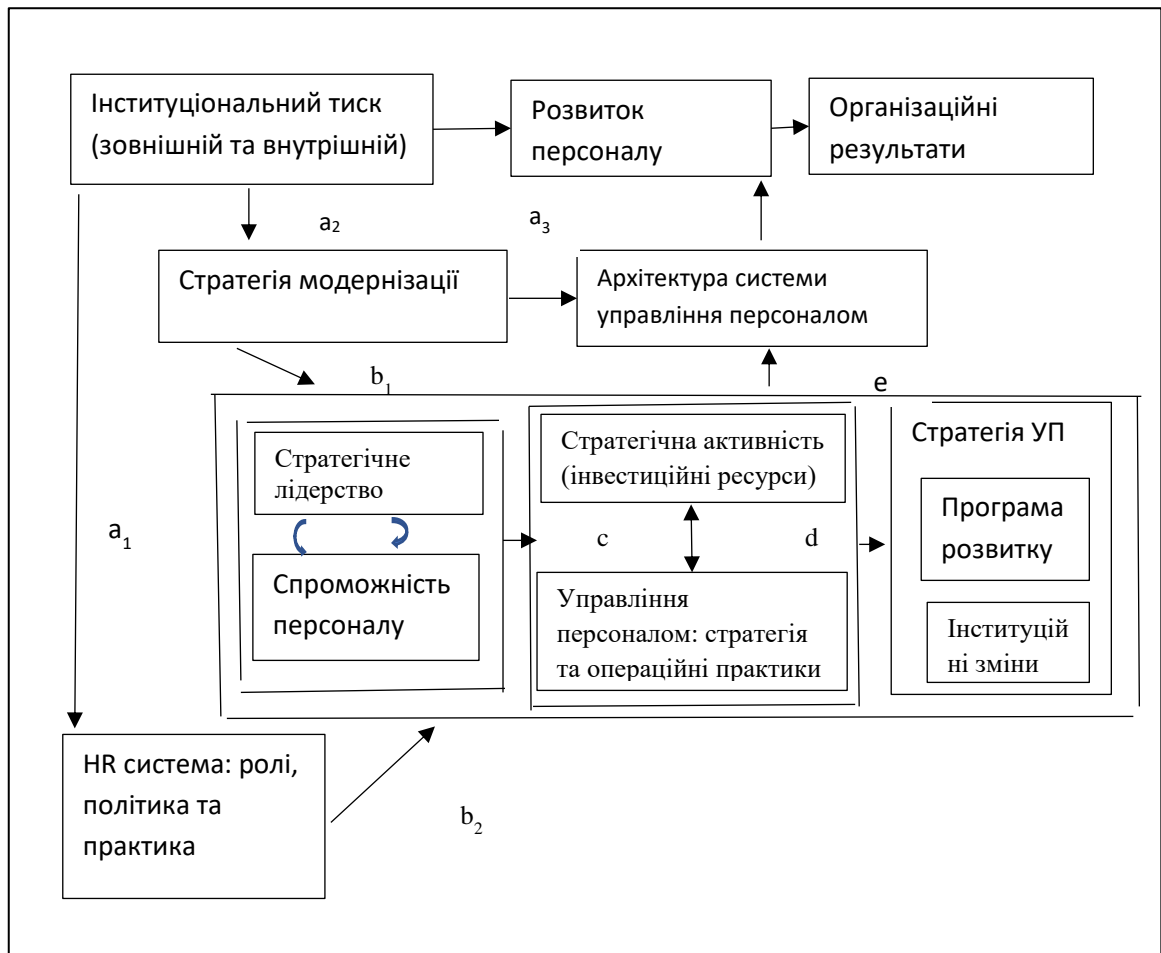 Інституціональний тиск
(зовнішній та внутрішній)
Розвиток
персоналу
Організаційні
результати
a2
a3
Стратегія модернізації
Архітектура системи
управління персоналом
b1
e
Стратегічне
лідерство
Спроможність
персоналу
Стратегічна активність
(інвестиційні ресурси)
c
d
Управління
персоналом: стратегія
та операційні практики
Стратегія УП
Програма
розвитку
Інституцій
ні зміни
a1
HR система: ролі,
політика та
практика
b2